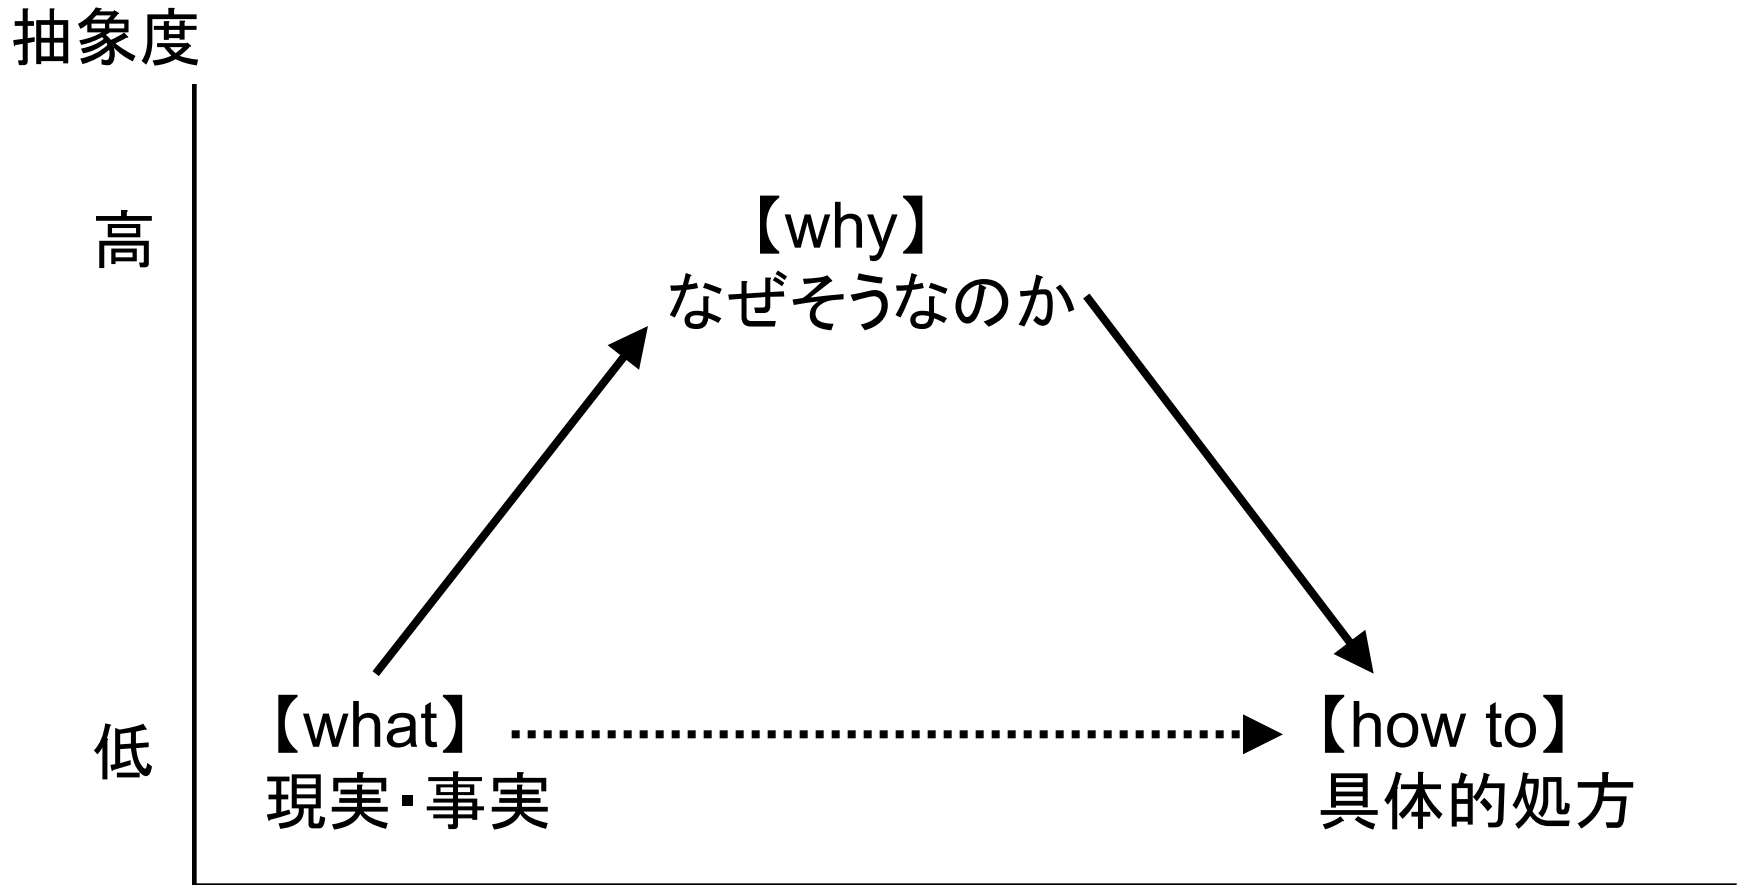 抽象度
高
【why】
なぜそうなのか
低
【what】
現実・事実
【how to】
具体的処方